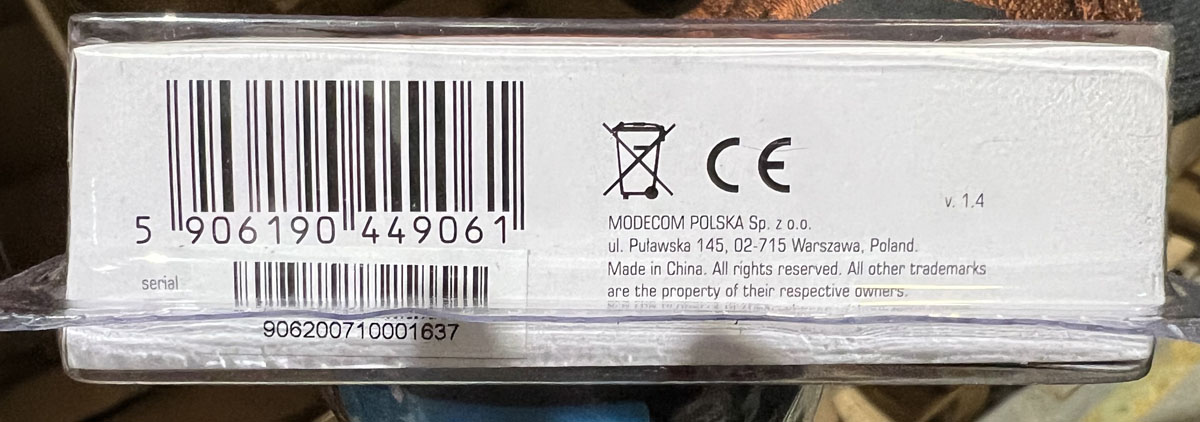 5 906190 449061
serial
906200710001637
CE
v. 1.4
MODECOM POLSKA Sp. z o.o.
ul. Puławska 145, 02-715 Warszawa, Poland.
Made in China. All rights reserved. All other trademarks
are the property of their respective owners.